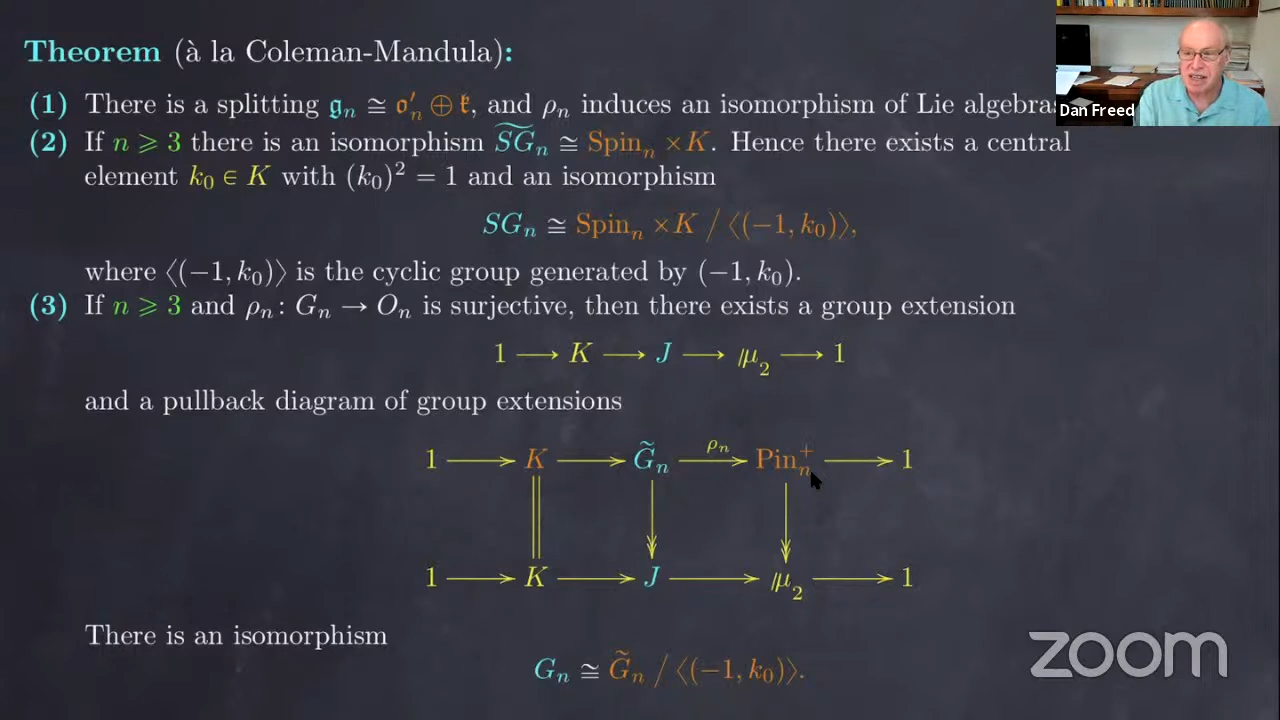 Theorem (à la Coleman-Mandula):
(1) There is a splitting 𝔤ₙ ≅ 𝔬′ₙ ⊕ 𝔨, and ρₙ induces an isomorphism of Lie algebras
Dan Freed
(2) If n ⩾ 3 there is an isomorphism S̃Gₙ ≅ Spinₙ × K. Hence there exists a central
element k₀ ∈ K with (k₀)² = 1 and an isomorphism
SGₙ ≅ Spinₙ × K / ⟨(−1, k₀)⟩,
where ⟨(−1, k₀)⟩ is the cyclic group generated by (−1, k₀).
(3) If n ⩾ 3 and ρₙ: Gₙ → Oₙ is surjective, then there exists a group extension
1 ⟶ K ⟶ J ⟶ μ₂ ⟶ 1
and a pullback diagram of group extensions
ρₙ
1 ⟶ K ⟶ G̃ₙ ⟶ Pin⁺ₙ ⟶ 1
1 ⟶ K ⟶ J ⟶ μ₂ ⟶ 1
There is an isomorphism
Gₙ ≅ G̃ₙ / ⟨(−1, k₀)⟩.
zoom